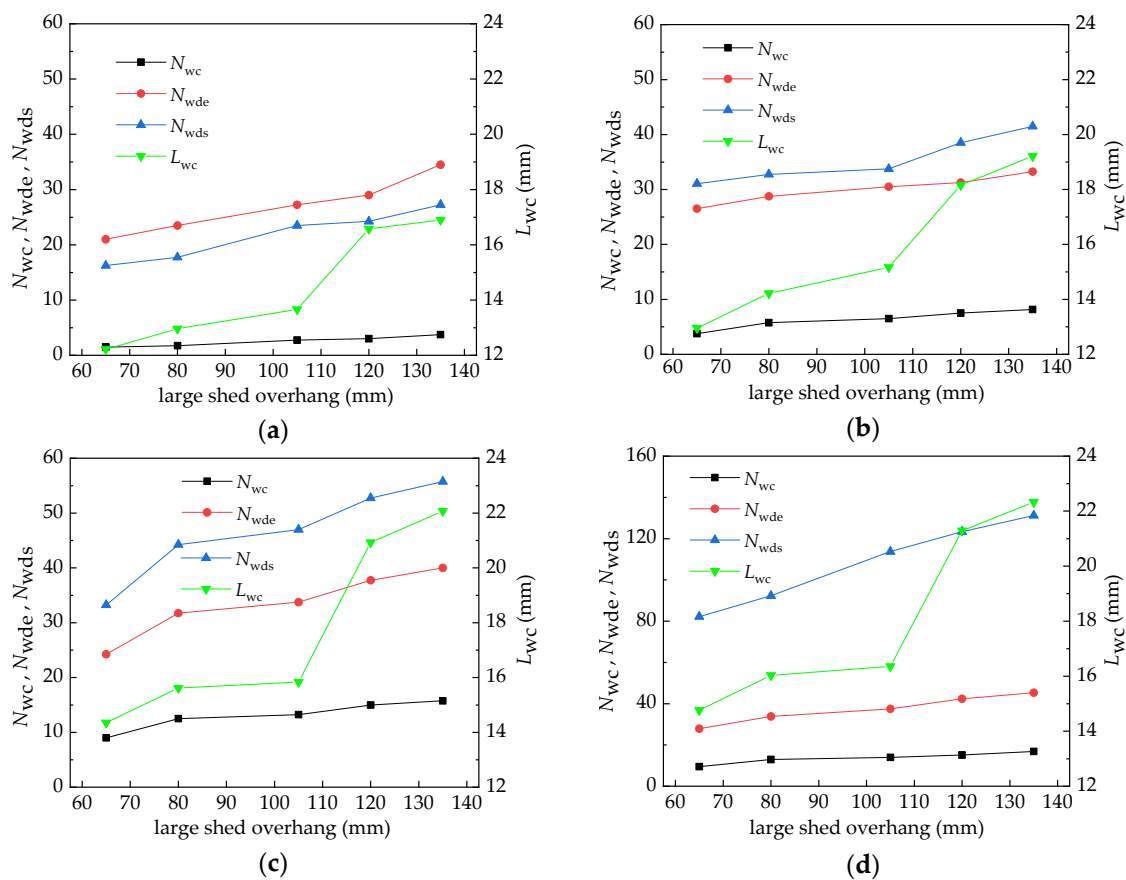 60
50
40
30
20
10
0
24
22
20
18
16
14
12
60 70 80 90 100 110 120 130 140
Nwc
Nwde
Nwds
Lwc
Nwc , Nwde , Nwds
Lwc (mm)
large shed overhang (mm)
(a)
60
50
40
30
20
10
0
24
22
20
18
16
14
12
60 70 80 90 100 110 120 130 140
Nwc
Nwde
Nwds
Lwc
Nwc , Nwde , Nwds
Lwc (mm)
large shed overhang (mm)
(b)
60
50
40
30
20
10
0
24
22
20
18
16
14
12
60 70 80 90 100 110 120 130 140
Nwc
Nwde
Nwds
Lwc
Nwc , Nwde , Nwds
Lwc (mm)
large shed overhang (mm)
(c)
160
120
80
40
0
24
22
20
18
16
14
12
60 70 80 90 100 110 120 130 140
Nwc
Nwde
Nwds
Lwc
Nwc , Nwde , Nwds
Lwc (mm)
large shed overhang (mm)
(d)